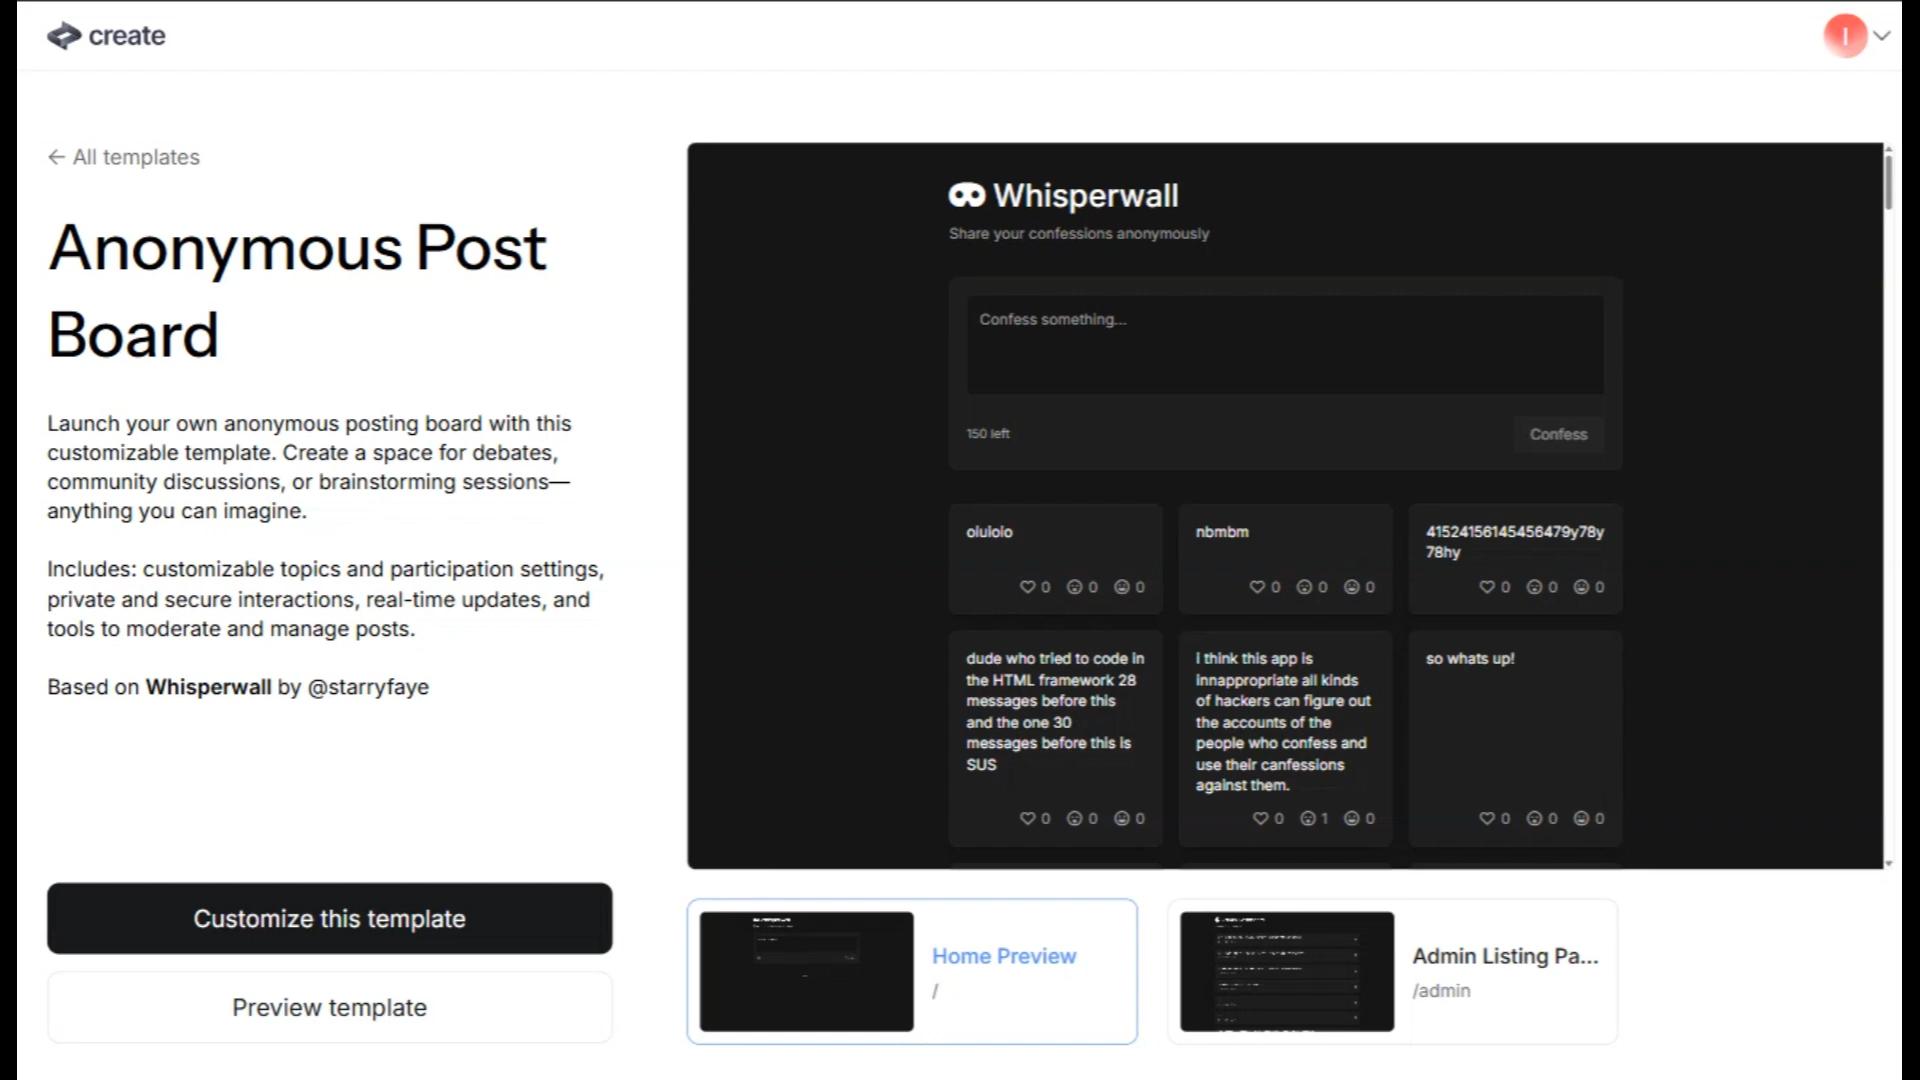 create
I
← All templates
Anonymous Post
Board
Launch your own anonymous posting board with this
customizable template. Create a space for debates,
community discussions, or brainstorming sessions—
anything you can imagine.
Includes: customizable topics and participation settings,
private and secure interactions, real-time updates, and
tools to moderate and manage posts.
Based on Whisperwall by @starryfaye
Customize this template
Preview template
Whisperwall
Share your confessions anonymously
Confess something...
150 left
Confess
olulolo
0 0 0
nbmbm
0 0 0
41524156145456479y78y
78hy
0 0 0
dude who tried to code in
the HTML framework 28
messages before this
and the one 30
messages before this is
SUS
0 0 0
i think this app is
innappropriate all kinds
of hackers can figure out
the accounts of the
people who confess and
use their canfessions
against them.
0 1 0
so whats up!
0 0 0
Home Preview
/
Admin Listing Pa...
/admin